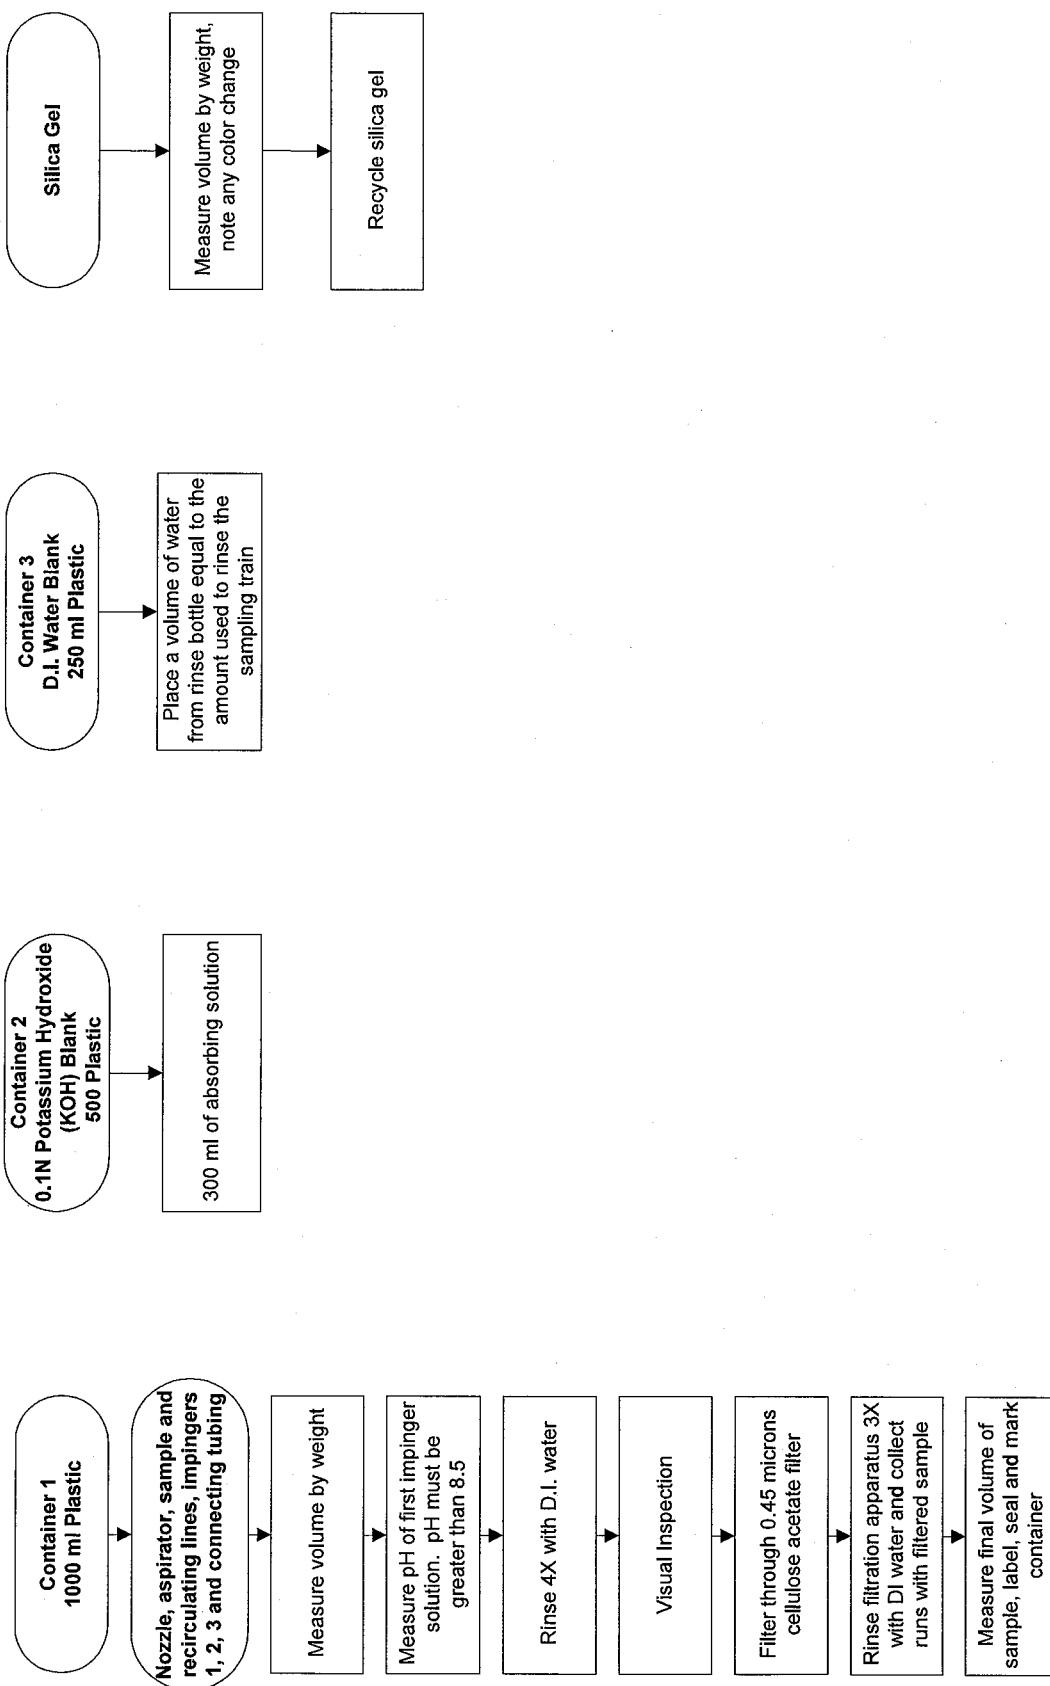 Container 1
1000 ml Plastic
Nozzle, aspirator, sample and
recirculating lines, impingers
1, 2, 3 and connecting tubing
Measure volume by weight
Measure pH of first impinger
solution.  pH must be
greater than 8.5
Rinse 4X with D.I. water
Visual Inspection
Filter through 0.45 microns
cellulose acetate filter
Rinse filtration apparatus 3X
with DI water and collect
runs with filtered sample
Measure final volume of
sample, label, seal and mark
container
Container 2
0.1N Potassium Hydroxide
(KOH) Blank
500 Plastic
300 ml of absorbing solution
Container 3
D.I. Water Blank
250 ml Plastic
Place a volume of water
from rinse bottle equal to the
amount used to rinse the
sampling train
Silica Gel
Measure volume by weight,
note any color change
Recycle silica gel